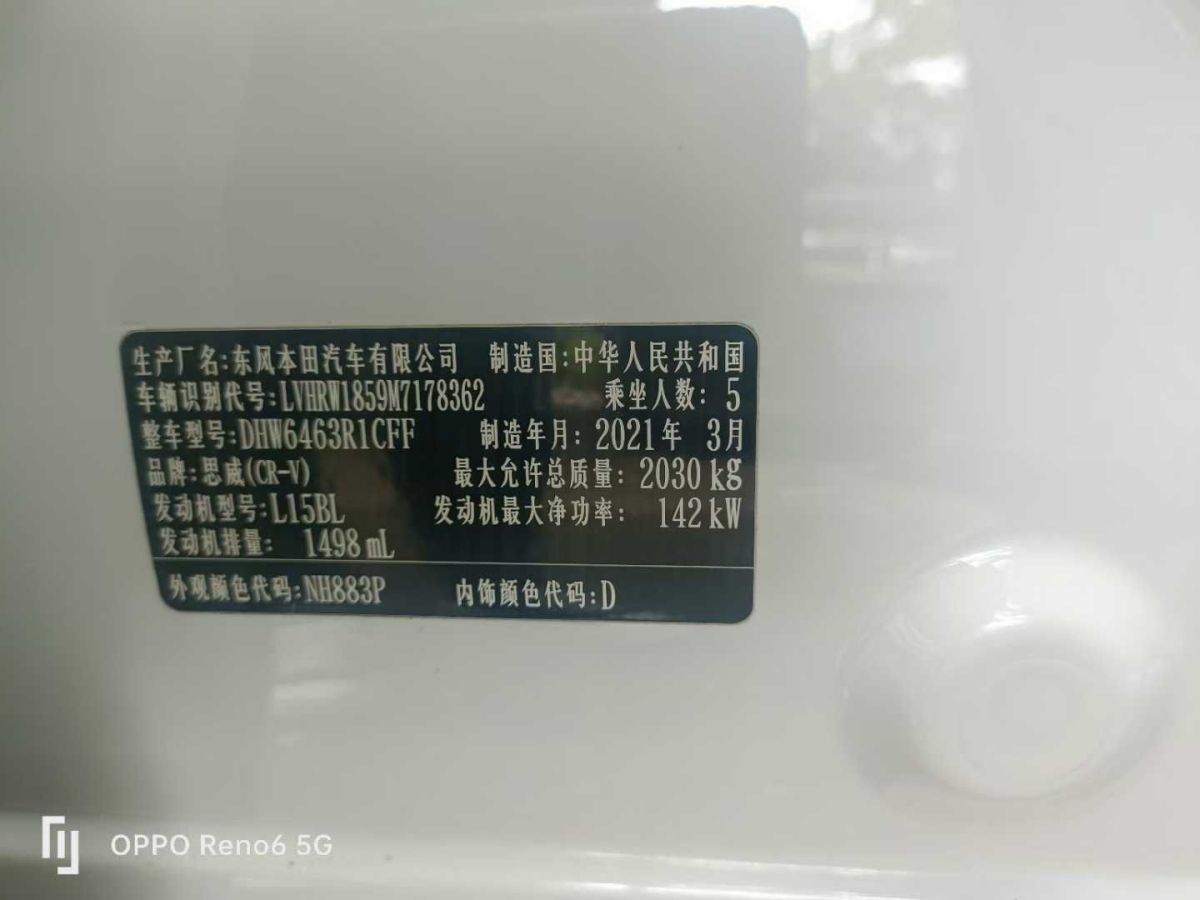 生产厂名:东风本田汽车有限公司 制造国:中华人民共和国
车辆识别代号:LVHRW1859M7178362 乘坐人数: 5
整车型号:DHW6463R1CFF 制造年月: 2021年 3月
品牌:思威(CR-V) 最大允许总质量: 2030 kg
发动机型号:L15BL 发动机最大净功率: 142 kW
发动机排量: 1498 mL
外观颜色代码:NH883P 内饰颜色代码:D
OPPO Reno6 5G